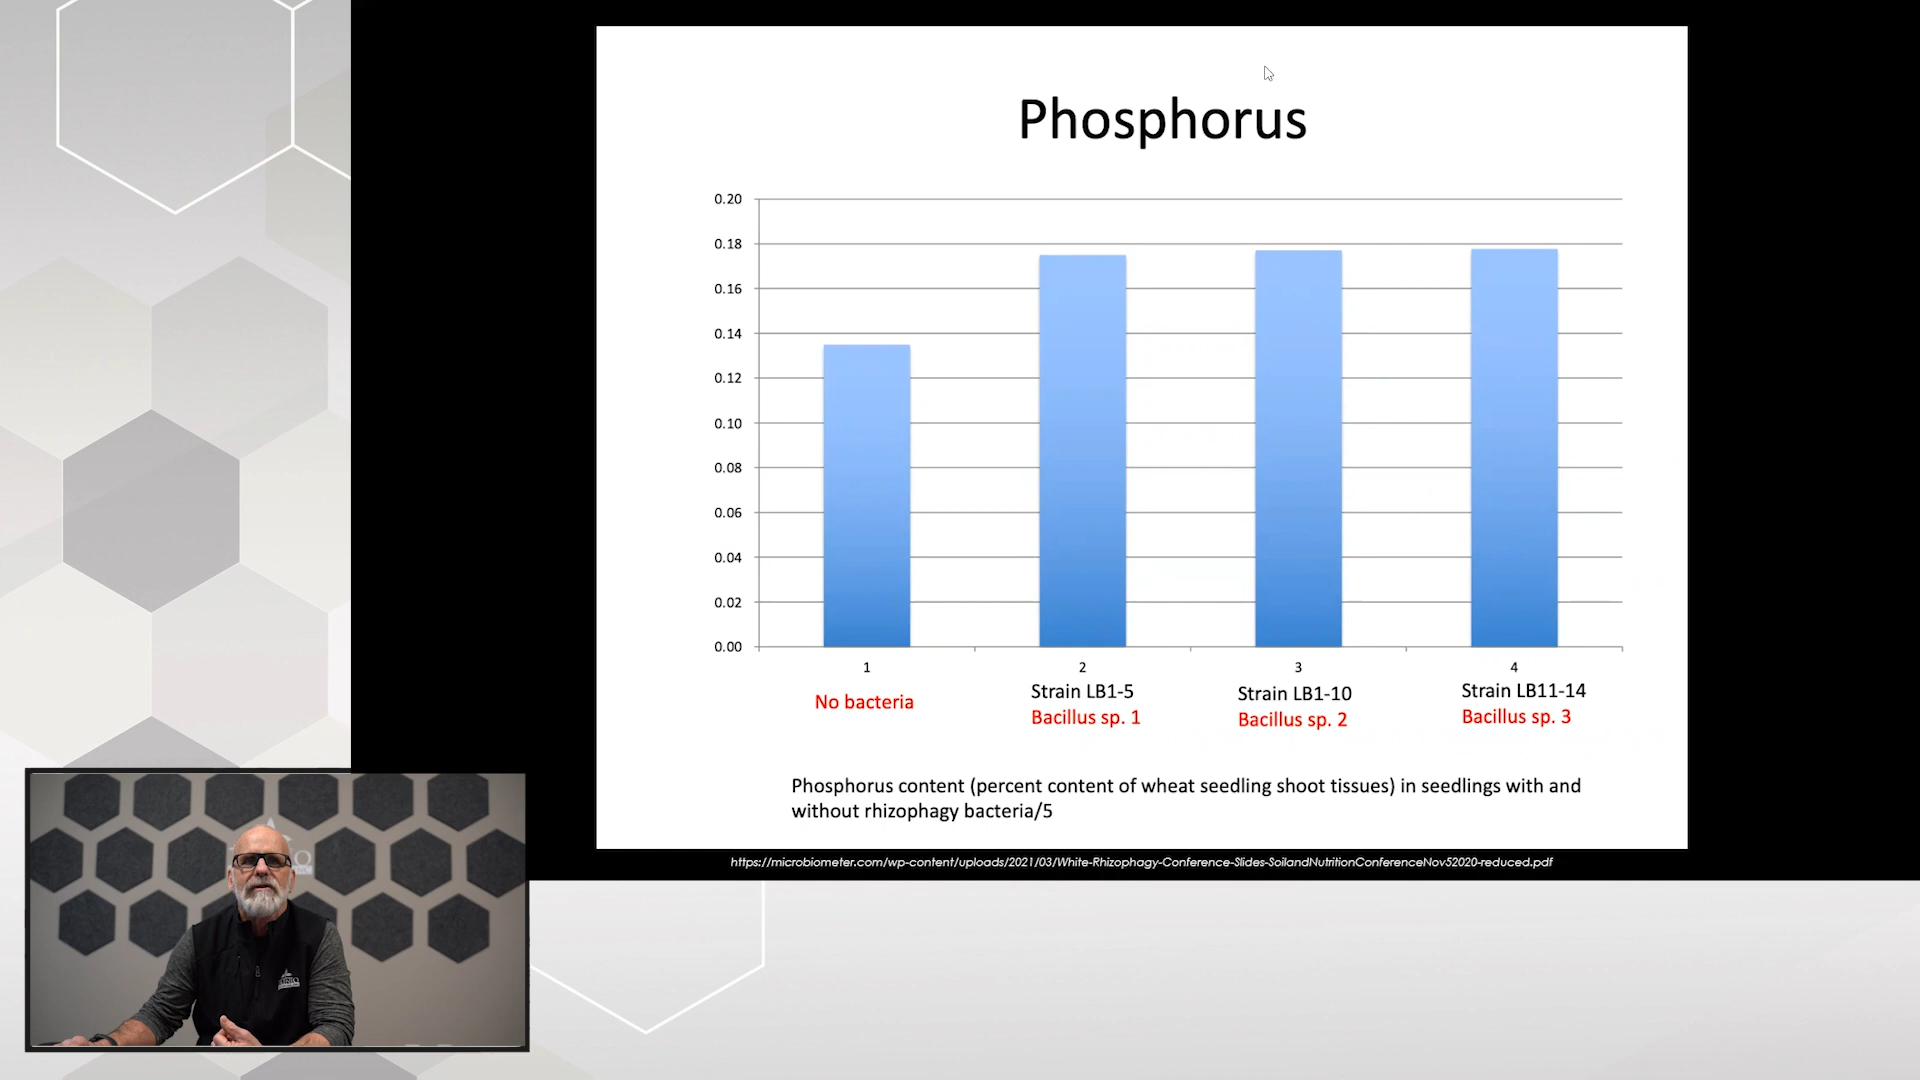 Phosphorus
0.20
0.18
0.16
0.14
0.12
0.10
0.08
0.06
0.04
0.02
0.00
1
2
3
4
No bacteria
Strain LB1-5
Bacillus sp. 1
Strain LB1-10
Bacillus sp. 2
Strain LB11-14
Bacillus sp. 3
Phosphorus content (percent content of wheat seedling shoot tissues) in seedlings with and
without rhizophagy bacteria/5
https://microbiometer.com/wp-content/uploads/2021/03/White-Rhizophagy-Conference-Slides-SoilandNutritionConferenceNov52020-reduced.pdf